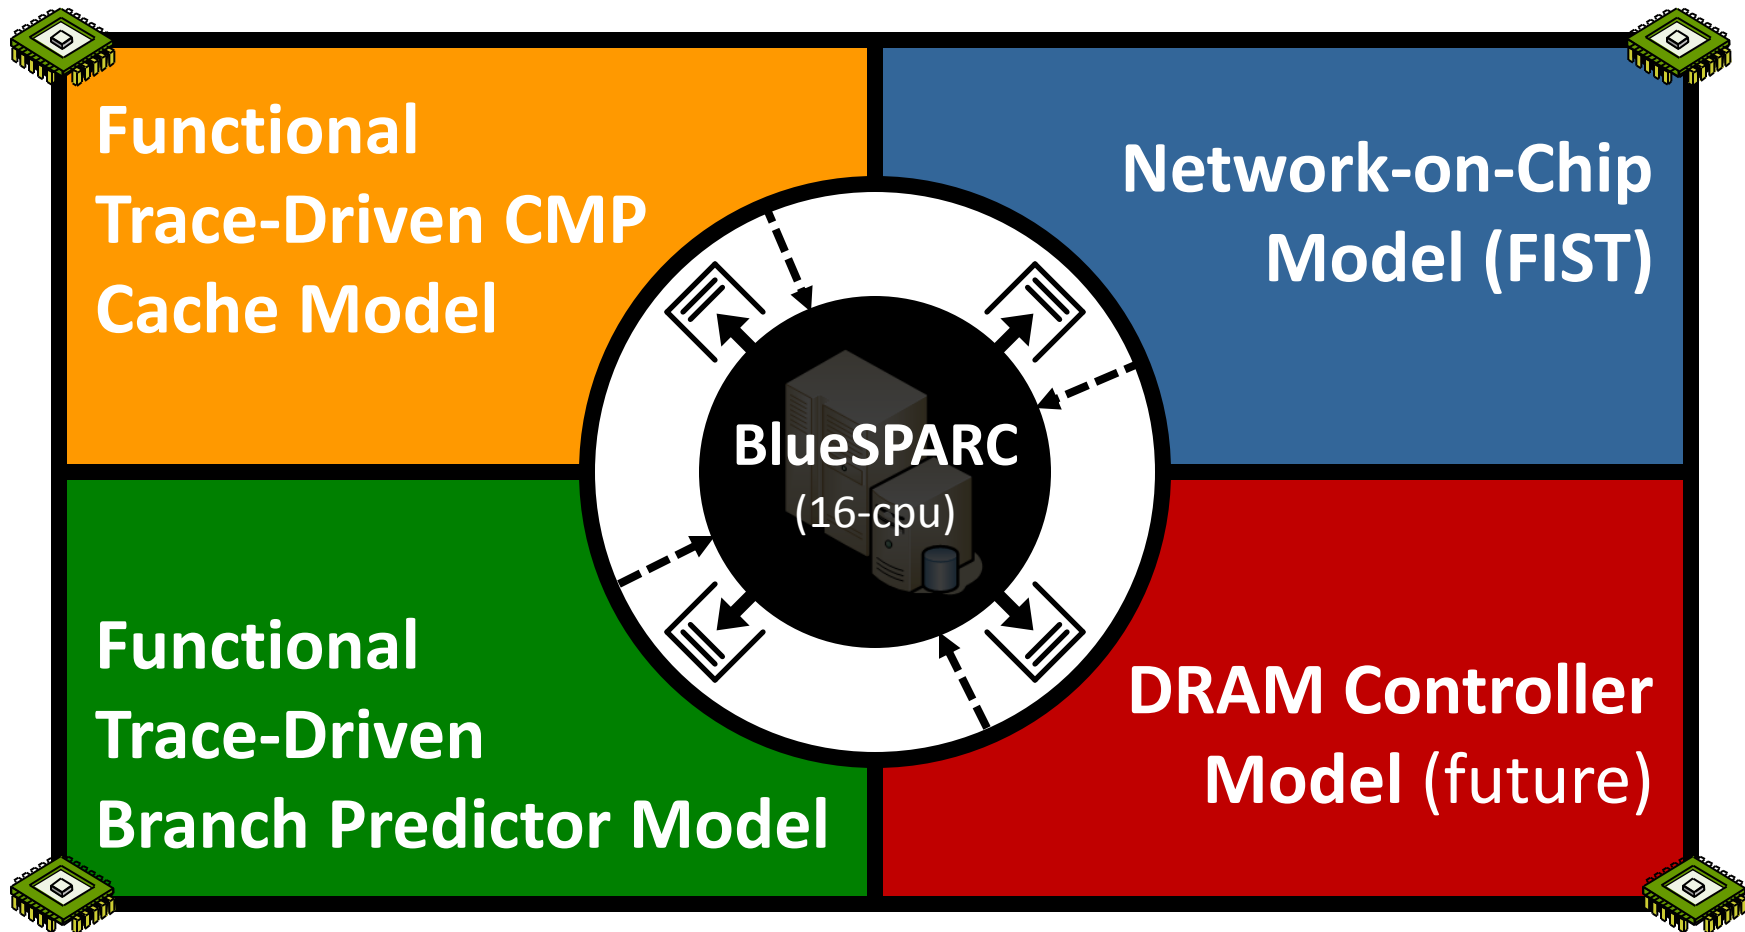 Functional
Trace-Driven CMP
Cache Model
Network-on-Chip
Model (FIST)
BlueSPARC
(16-cpu)
Functional
Trace-Driven
Branch Predictor Model
DRAM Controller
Model (future)